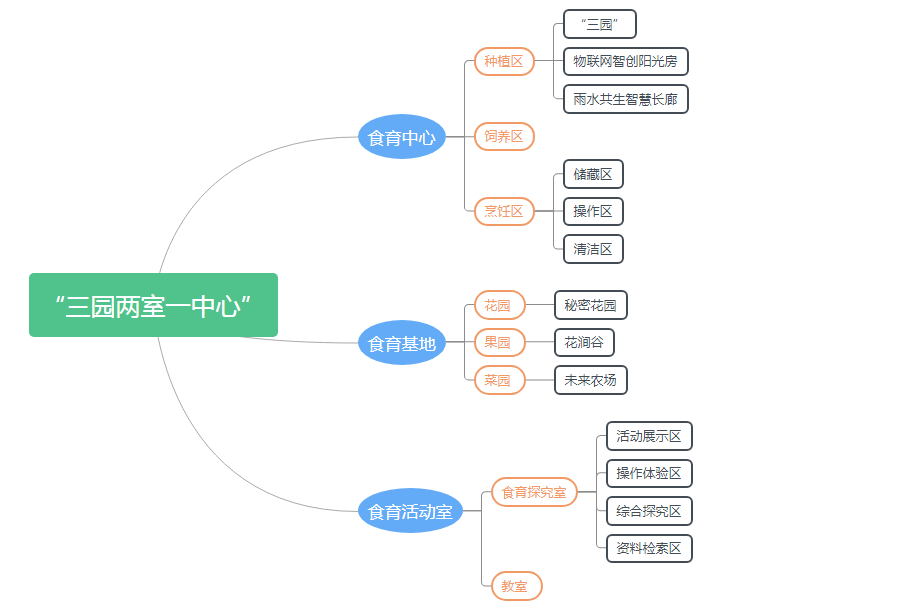 “三园两室一中心”
食育中心
种植区
“三园”
物联网智创阳光房
雨水共生智慧长廊
饲养区
烹饪区
储藏区
操作区
清洁区
食育基地
花园
秘密花园
果园
花涧谷
菜园
未来农场
食育活动室
食育探究室
活动展示区
操作体验区
综合探究区
资料检索区
教室